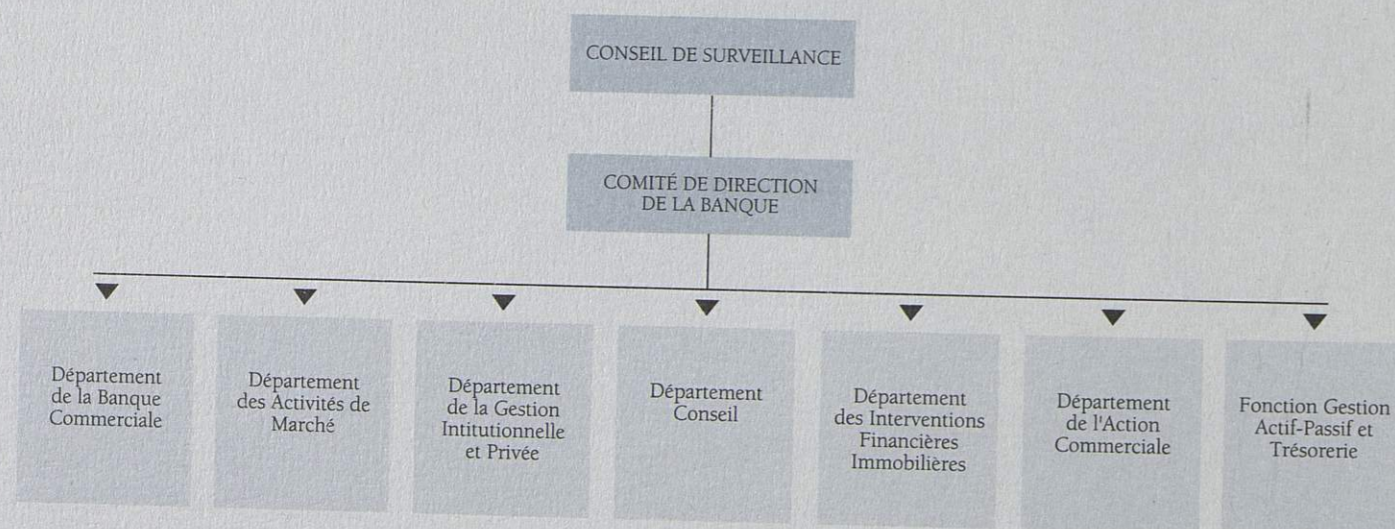 CONSEIL DE SURVEILLANCE
COMITÉ DE DIRECTION
DE LA BANQUE
Département
de la Banque
Commerciale
Département
des Activités de
Marché
Département
de la Gestion
Intitutionnelle
et Privée
Département
Conseil
Département
des Interventions
Financières
Immobilières
Département
de l'Action
Commerciale
Fonction Gestion
Actif-Passif et
Trésorerie